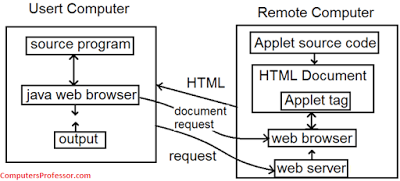 Usert Computer
source program
java web browser
output
ComputersProfessor.com
HTML
document
request
request
Remote Computer
Applet source code
HTML Document
Applet tag
web browser
web server